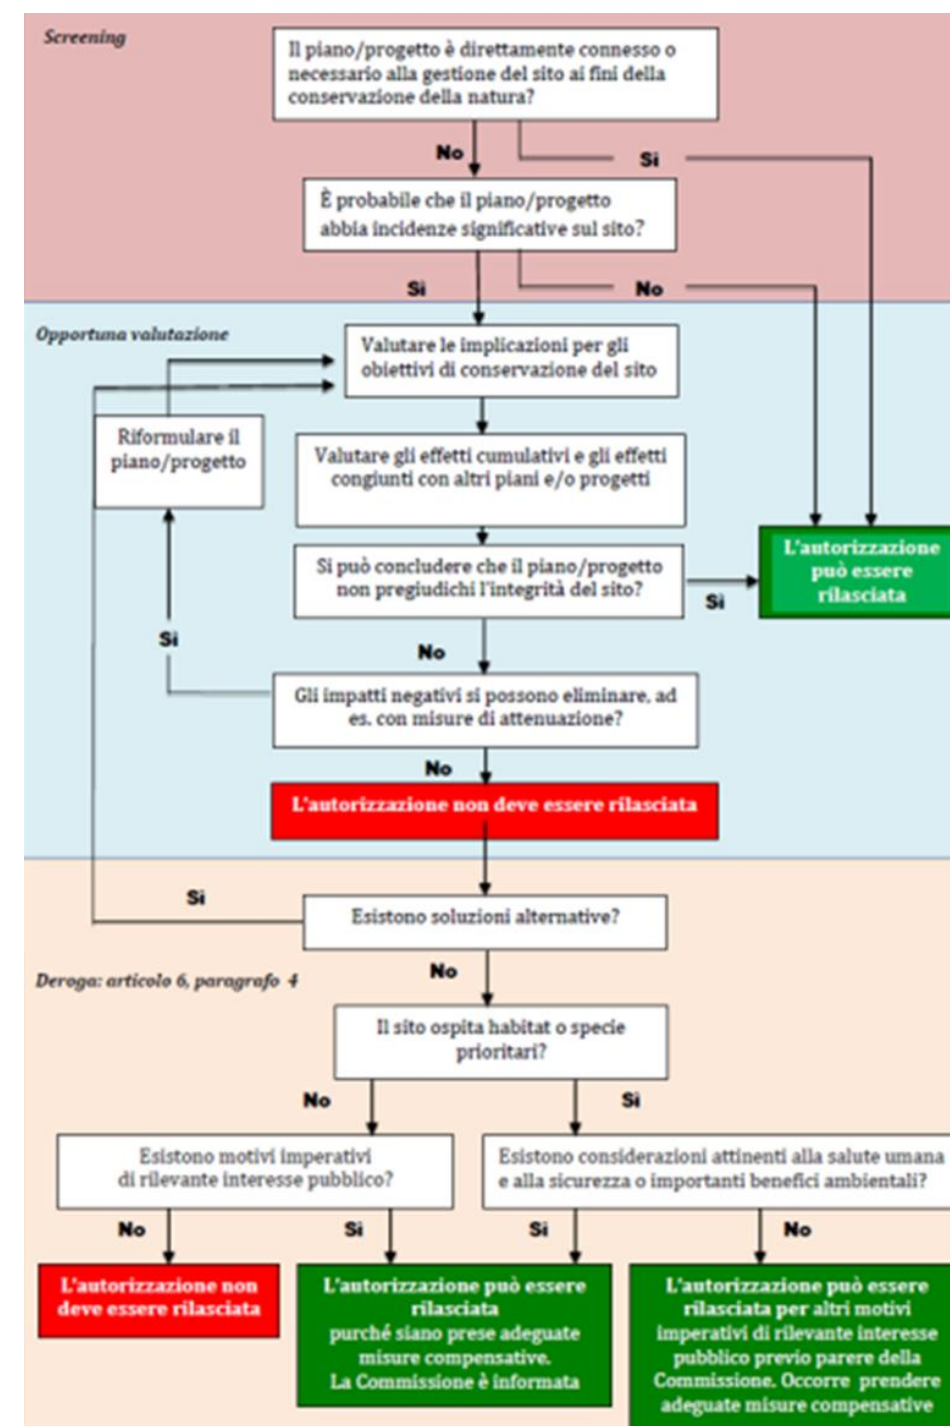 Screening
Il piano/progetto è direttamente connesso o
necessario alla gestione del sito ai fini della
conservazione della natura?
No
Sì
È probabile che il piano/progetto
abbia incidenze significative sul sito?
Sì
No
Opportuna valutazione
Valutare le implicazioni per gli
obiettivi di conservazione del sito
Riformulare il
piano/progetto
Valutare gli effetti cumulativi e gli effetti
congiunti con altri piani e/o progetti
L'autorizzazione
può essere
rilasciata
Si può concludere che il piano/progetto
non pregiudichi l'integrità del sito?
Sì
Sì
No
Gli impatti negativi si possono eliminare, ad
es. con misure di attenuazione?
No
L'autorizzazione non deve essere rilasciata
Sì
Esistono soluzioni alternative?
No
Deroga: articolo 6, paragrafo 4
Il sito ospita habitat o specie
prioritari?
No
Sì
Esistono motivi imperativi
di rilevante interesse pubblico?
Esistono considerazioni attinenti alla salute umana
e alla sicurezza o importanti benefici ambientali?
No
Sì
Sì
No
L'autorizzazione non
deve essere rilasciata
L'autorizzazione può essere
rilasciata
purché siano prese adeguate
misure compensative.
La Commissione è informata
L'autorizzazione può essere
rilasciata per altri motivi
imperativi di rilevante interesse
pubblico previo parere della
Commissione. Occorre prendere
adeguate misure compensative